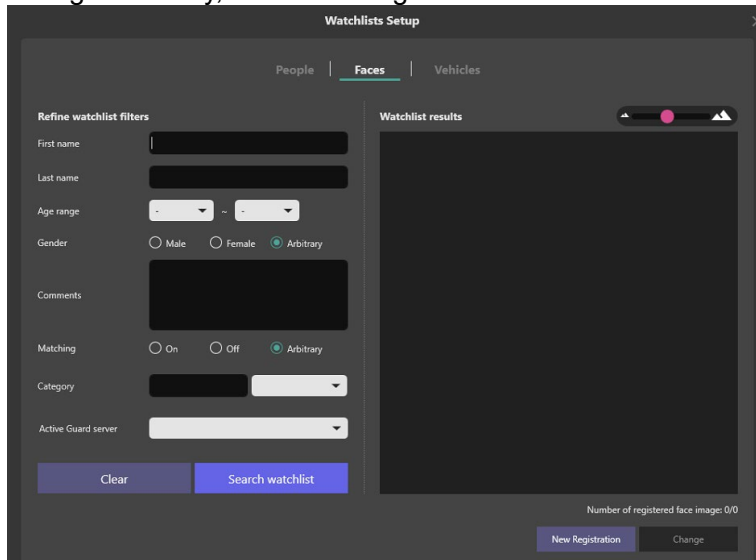 Watchlists Setup
People | Faces | Vehicles
Refine watchlist filters
Watchlist results
First name
Last name
Age range - ~ -
Gender Male Female Arbitrary
Comments
Matching On Off Arbitrary
Category
Active Guard server
Clear Search watchlist
Number of registered face image: 0/0
New Registration Change